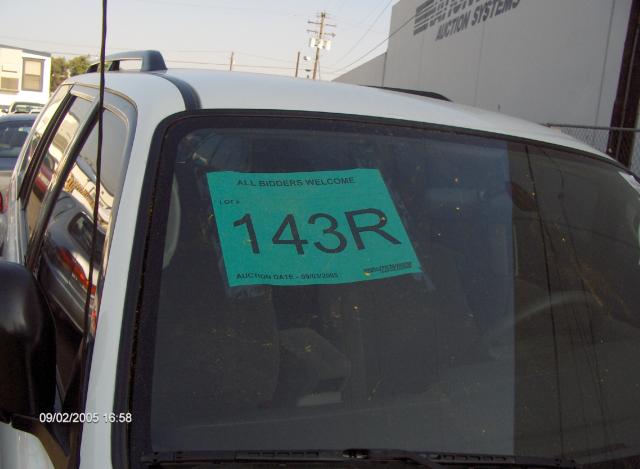 AUCTION SYSTEMS
ALL BIDDERS WELCOME
LOT #
143R
AUCTION DATE - 09/03/2005
09/02/2005 16:58